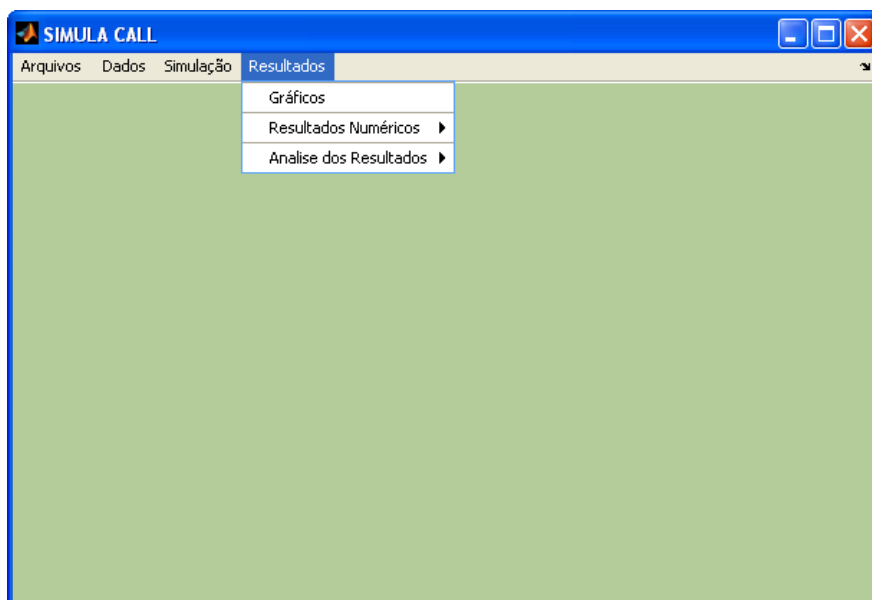 SIMULA CALL
Arquivos Dados Simulação Resultados
Gráficos
Resultados Numéricos
Analise dos Resultados